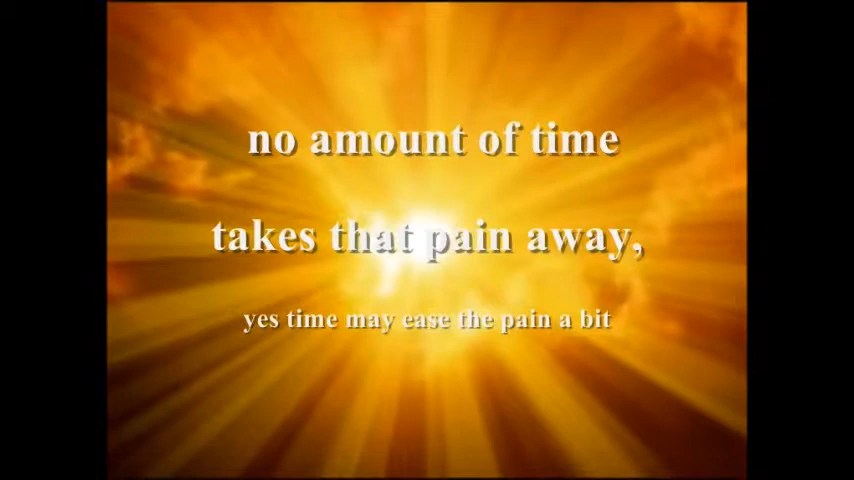 no amount of time
takes that pain away,
yes time may ease the pain a bit